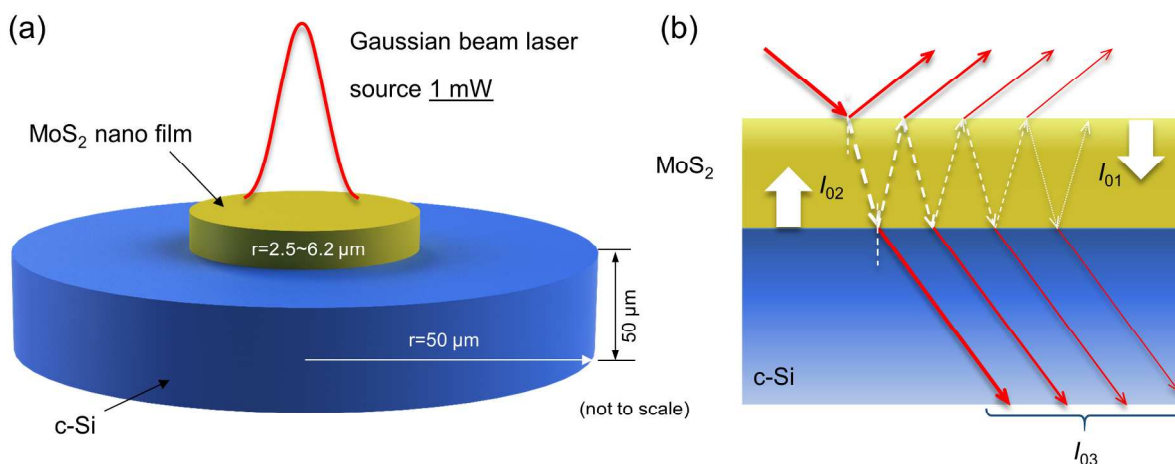 (a)
Gaussian beam laser
source 1 mW
MoS₂ nano film
r=2.5~6.2 μm
r=50 μm
50 μm
(not to scale)
c-Si
(b)
MoS₂
I₀₂
I₀₁
c-Si
I₀₃